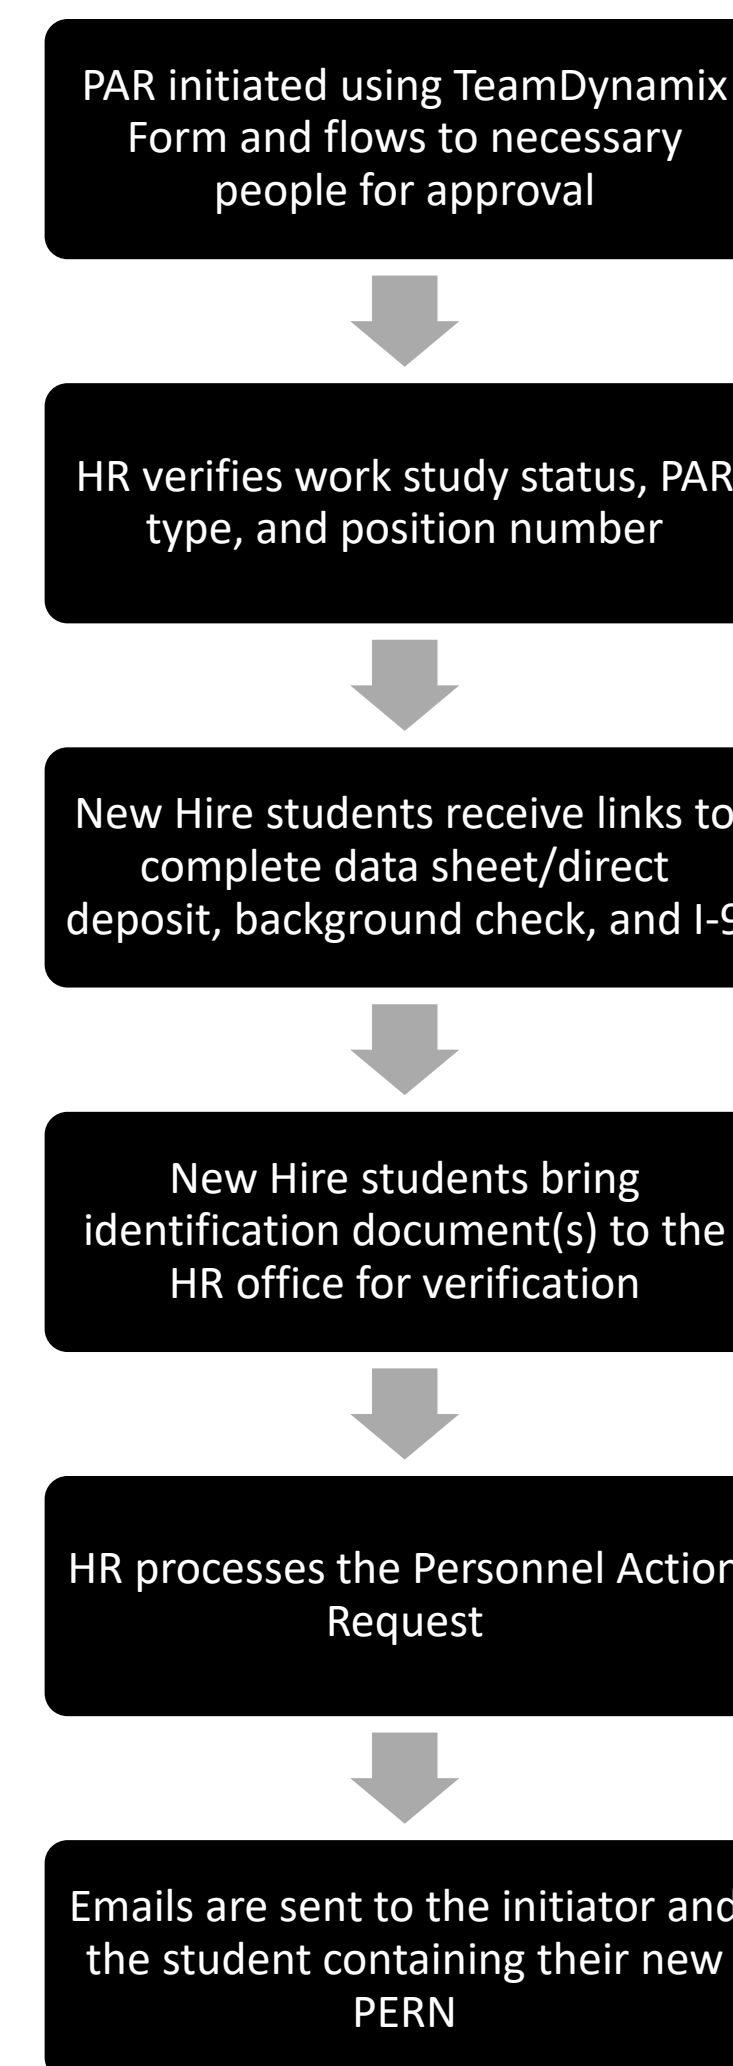 PAR initiated using TeamDynamix
Form and flows to necessary
people for approval
HR verifies work study status, PAR
type, and position number
New Hire students receive links to
complete data sheet/direct
deposit, background check, and I-9
New Hire students bring
identification document(s) to the
HR office for verification
HR processes the Personnel Action
Request
Emails are sent to the initiator and
the student containing their new
PERN